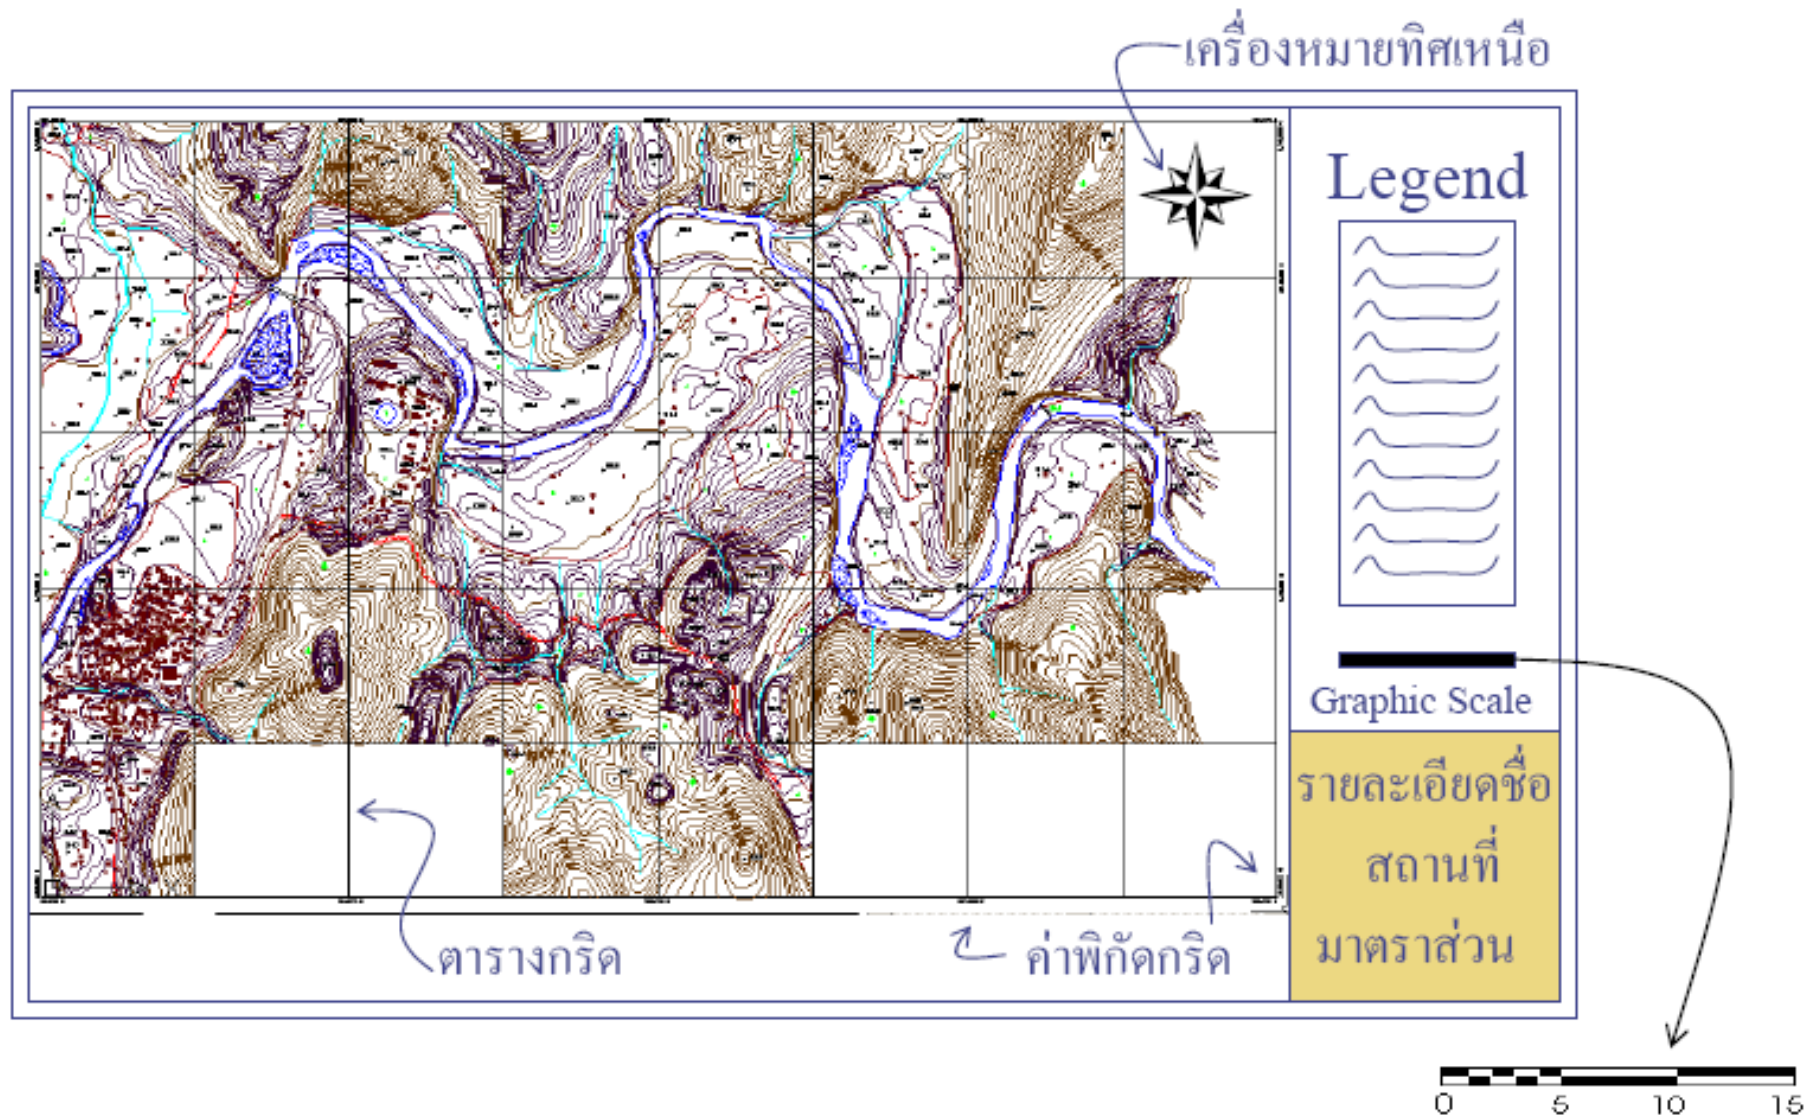 เครื่องหมายทิศเหนือ
Legend
Graphic Scale
รายละเอียดชื่อ
สถานที่
มาตราส่วน
ตารางกริด
ค่าพิกัดกริด
0 5 10 15